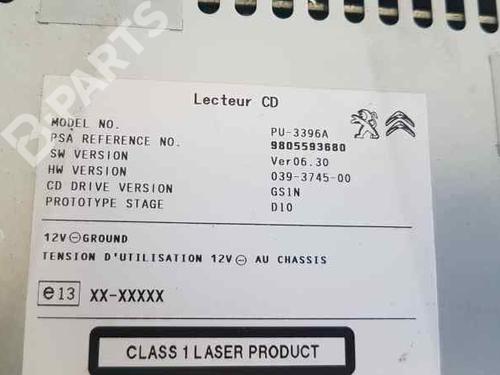 B-PARTS
Lecteur CD
MODEL NO. PU-3396A
PSA REFERENCE NO. 9805593680
SW VERSION Ver06.30
HW VERSION 039-3745-00
CD DRIVE VERSION GS1N
PROTOTYPE STAGE D10
12V⊖GROUND
TENSION D'UTILISATION 12V⊖ AU CHASSIS
e13 XX-XXXXX
CLASS 1 LASER PRODUCT